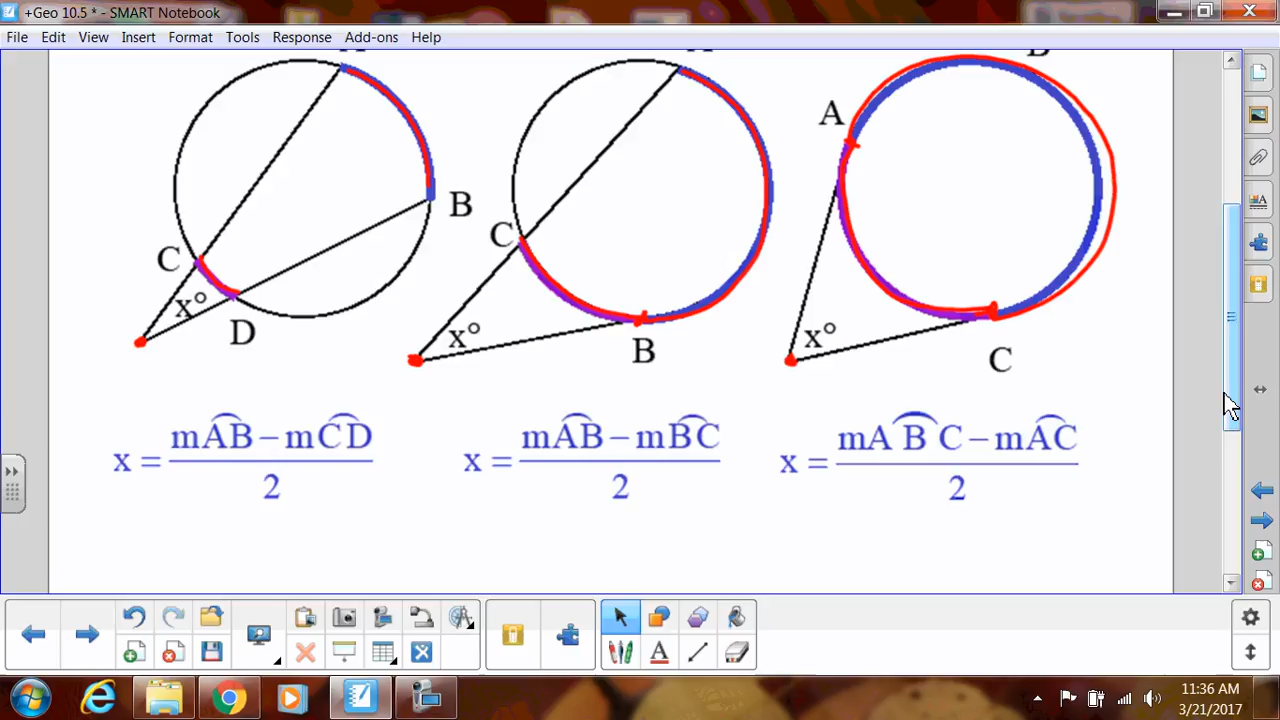 +Geo 10.5 * - SMART Notebook
File Edit View Insert Format Tools Response Add-ons Help
A
B
C
x°
D
C
x°
B
A
x°
C
x = mAB – mCD / 2
x = mAB – mBC / 2
x = mA B C – mAC / 2
A
11:36 AM
3/21/2017